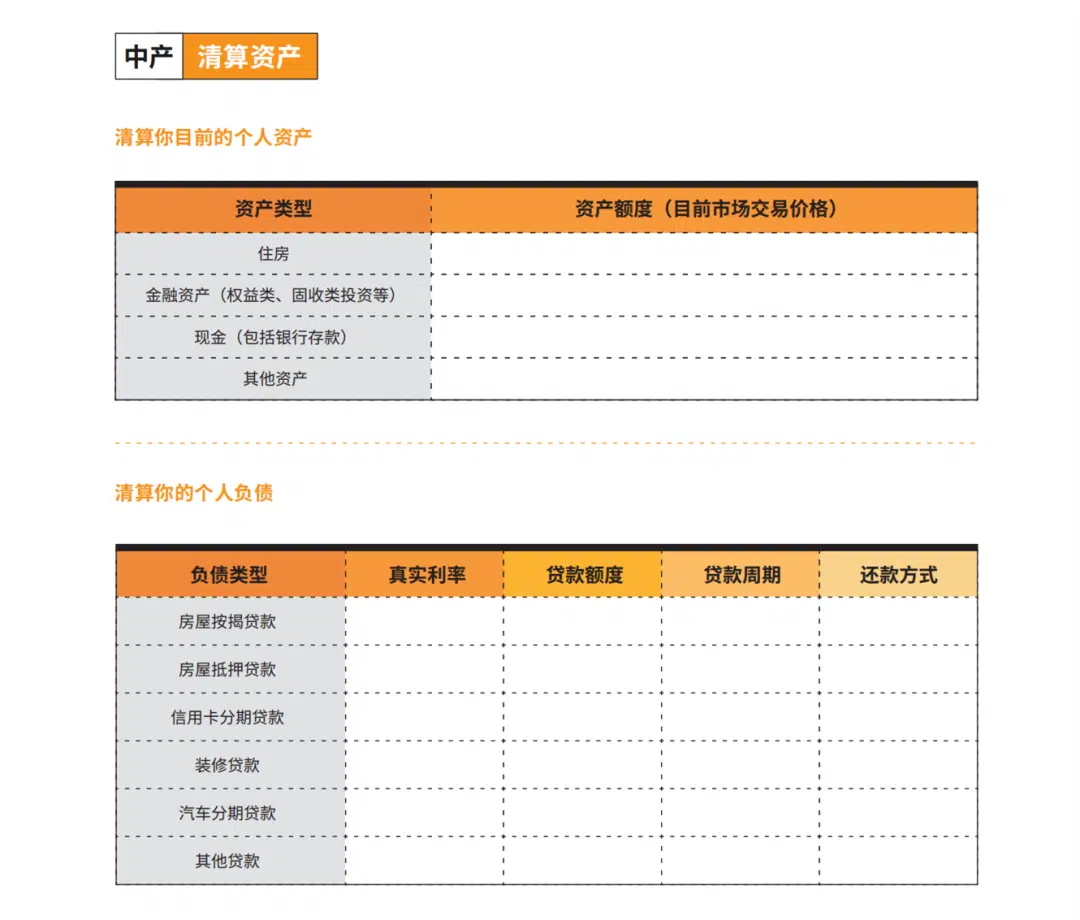 中产 清算资产
清算你目前的个人资产
资产类型 资产额度（目前市场交易价格）
住房
金融资产（权益类、固收类投资等）
现金（包括银行存款）
其他资产
清算你的个人负债
负债类型 真实利率 贷款额度 贷款周期 还款方式
房屋按揭贷款
房屋抵押贷款
信用卡分期贷款
装修贷款
汽车分期贷款
其他贷款